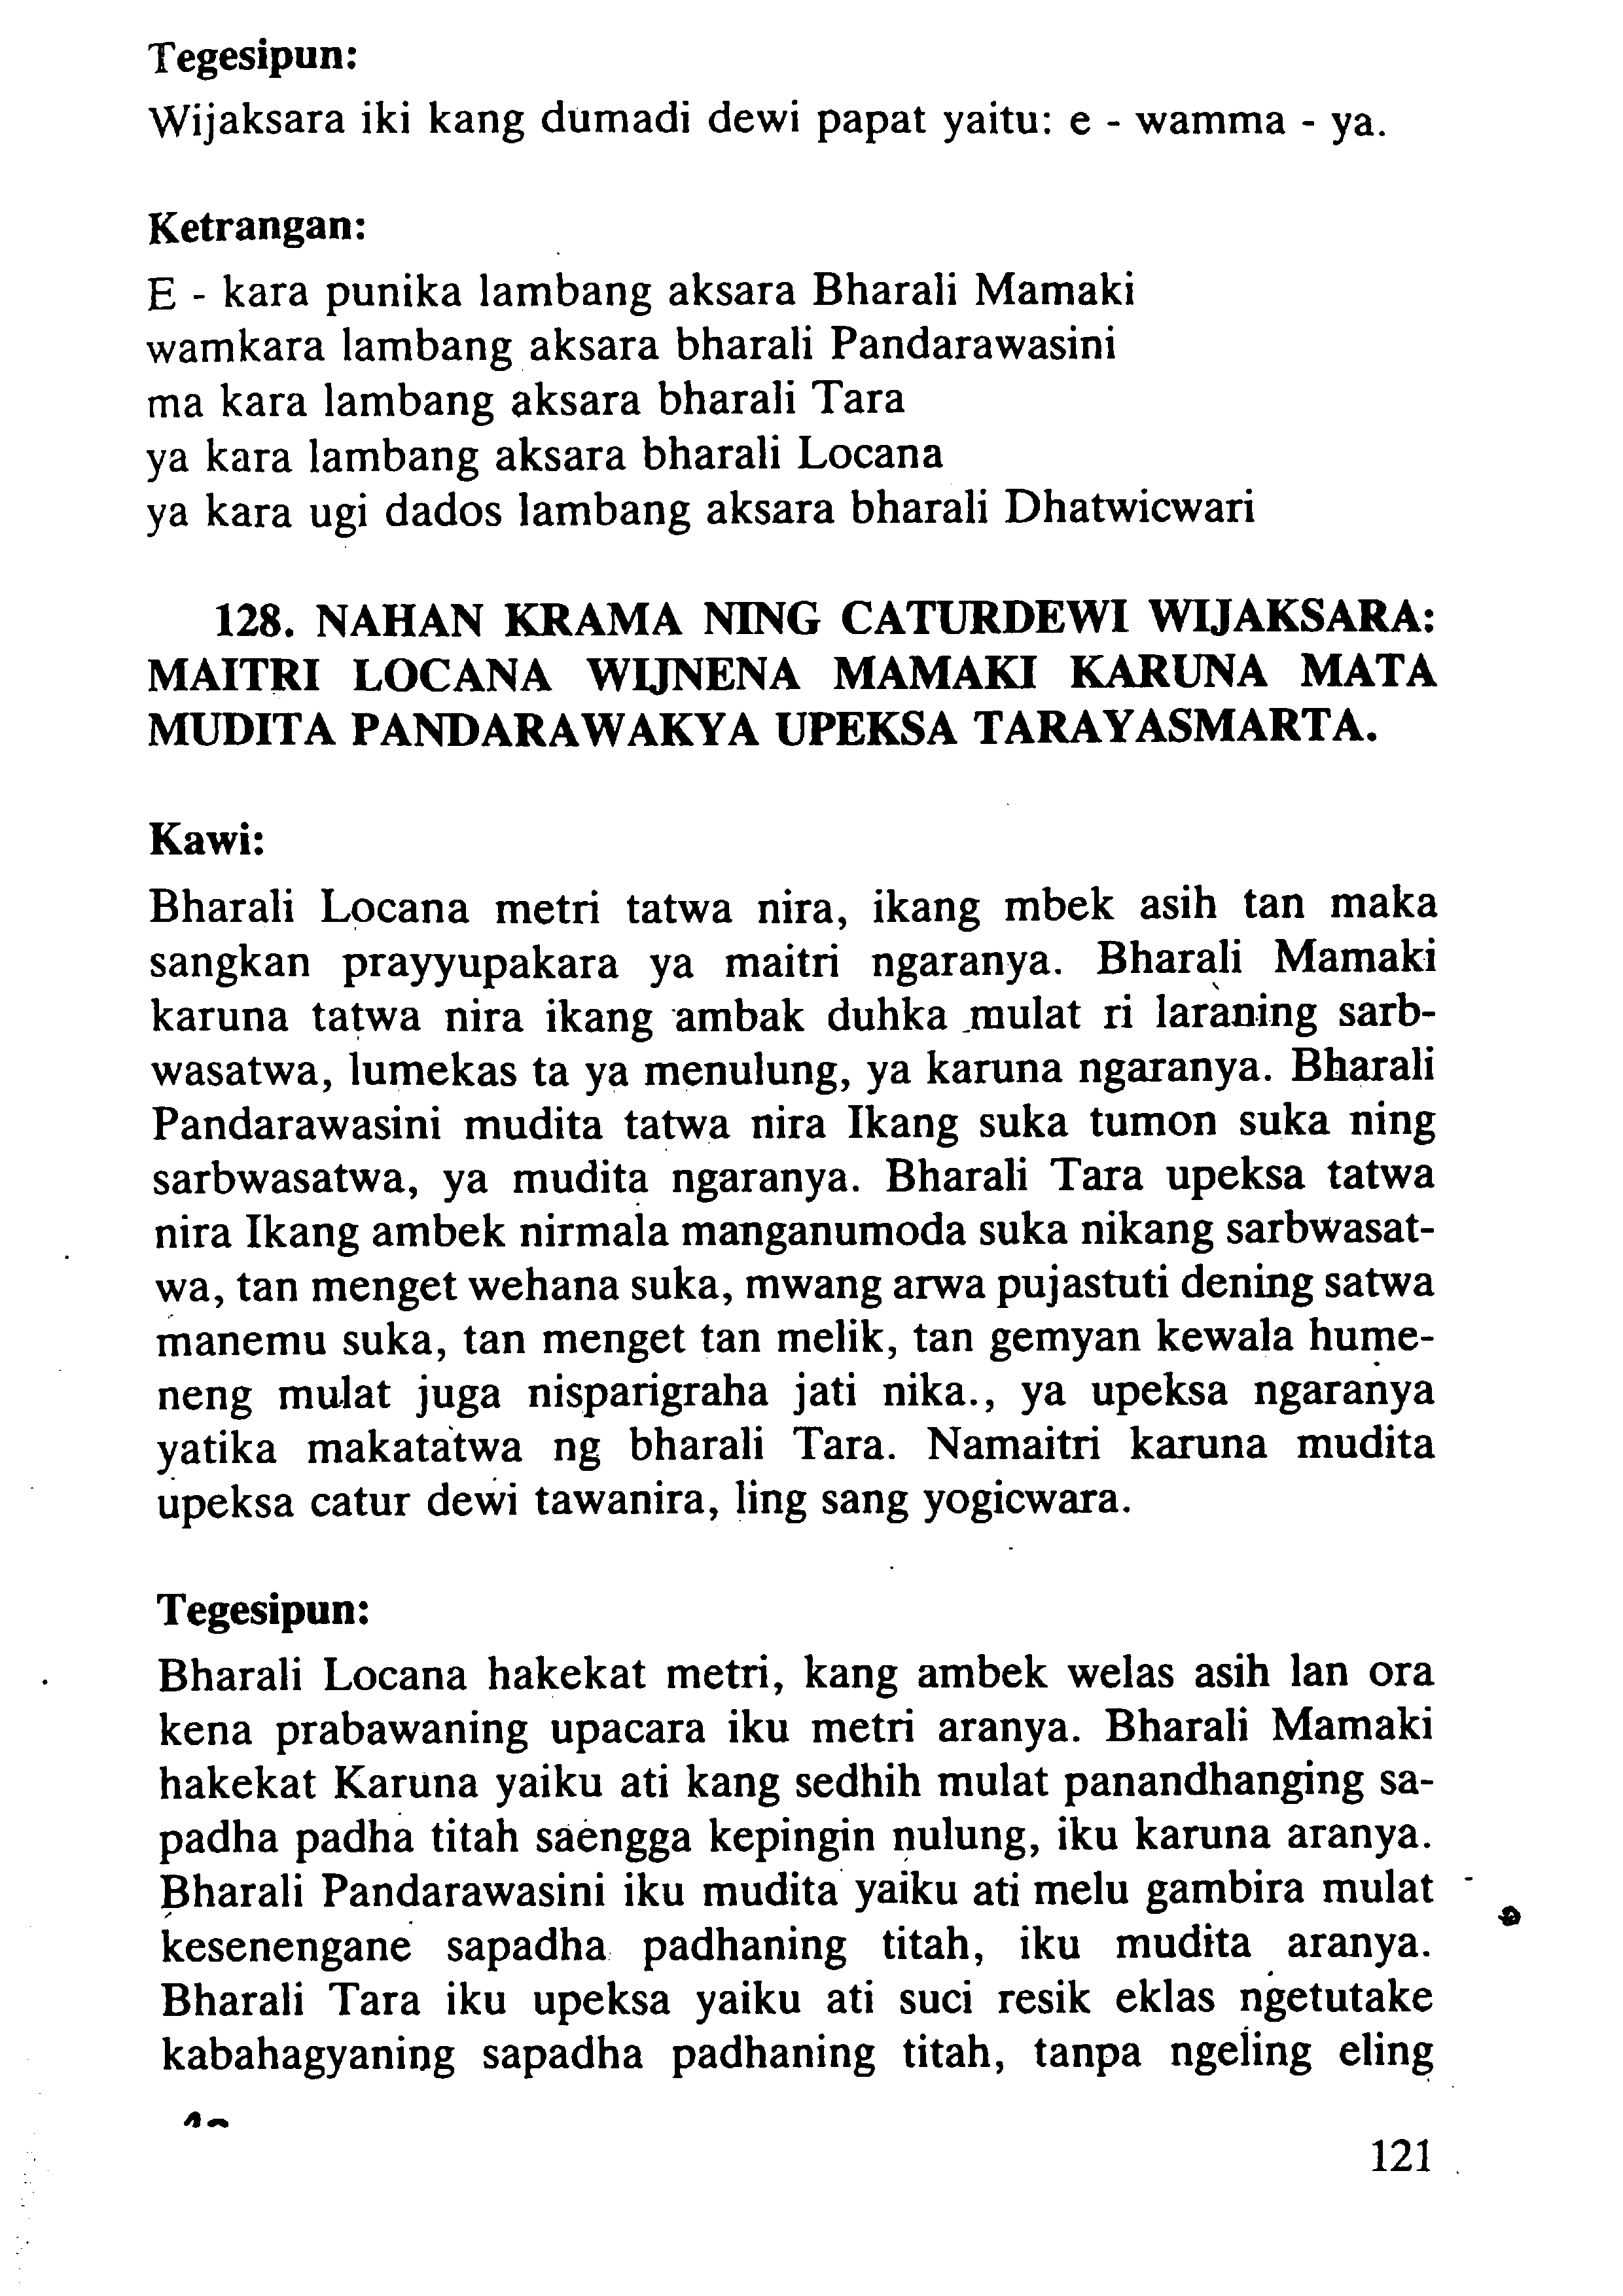 Tegesipun:
Wijaksara iki kang dumadi dewi papat yaitu: e - wamma - ya.
Ketrangan:
E - kara punika lambang aksara Bharali Mamaki
wamkara lambang aksara bharali Pandarawasini
ma kara lambang aksara bharali Tara
ya kara lambang aksara bharali Locana
ya kara ugi dados lambang aksara bharali Dhatwicwari
128. NAHAN KRAMA NING CATURDEWI WIJAKSARA:
MAITRI LOCANA WIJNENA MAMAKI KARUNA MATA
MUDITA PANDARAWAKYA UPEKSA TARAYASMARTA.
Kawi:
Bharali Locana metri tatwa nira, ikang mbek asih tan maka
sangkan prayyupakara ya maitri ngaranya. Bharali Mamaki
karuna tatwa nira ikang ambak duhka mulat ri laraning sarb-
wasatwa, lumekas ta ya menulung, ya karuna ngaranya. Bharali
Pandarawasini mudita tatwa nira Ikang suka tumon suka ning
sarbwasatwa, ya mudita ngaranya. Bharali Tara upeksa tatwa
nira Ikang ambek nirmala manganumoda suka nikang sarbwasat-
wa, tan menget wehana suka, mwang arwa pujastuti dening satwa
manemu suka, tan menget tan melik, tan gemyan kewala hume-
neng mulat juga nisparigraha jati nika., ya upeksa ngaranya
yatika makatatwa ng bharali Tara. Namaitri karuna mudita
upeksa catur dewi tawanira, ling sang yogicwara.
Tegesipun:
Bharali Locana hakekat metri, kang ambek welas asih lan ora
kena prabawaning upacara iku metri aranya. Bharali Mamaki
hakekat Karuna yaiku ati kang sedhih mulat panandhanging sa-
padha padha titah saengga kepingin nulung, iku karuna aranya.
Bharali Pandarawasini iku mudita yaiku ati melu gambira mulat
kesenengane sapadha padhaning titah, iku mudita aranya.
Bharali Tara iku upeksa yaiku ati suci resik eklas ngetutake
kabahagyaning sapadha padhaning titah, tanpa ngeling eling
121